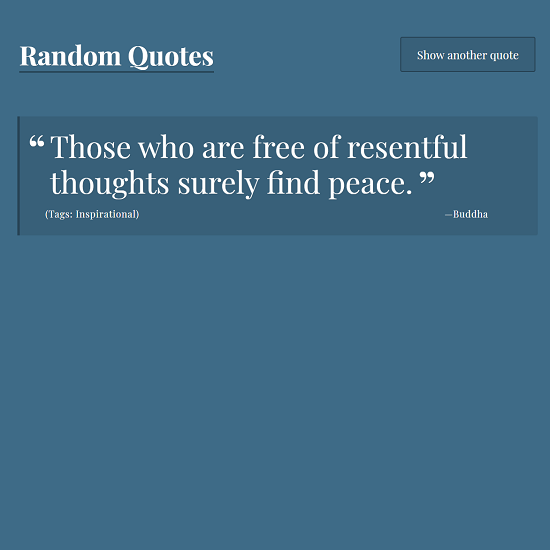 Random Quotes
Show another quote
“Those who are free of resentful
thoughts surely find peace.”
(Tags: Inspirational)
—Buddha